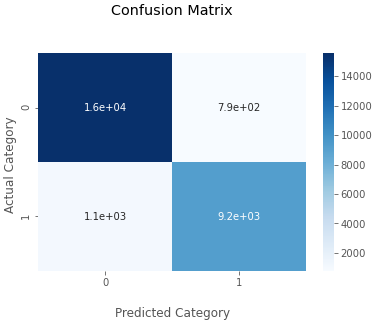 Confusion Matrix
Actual Category
0
1
1.6e+04
7.9e+02
1.1e+03
9.2e+03
0
1
Predicted Category
14000
12000
10000
8000
6000
4000
2000